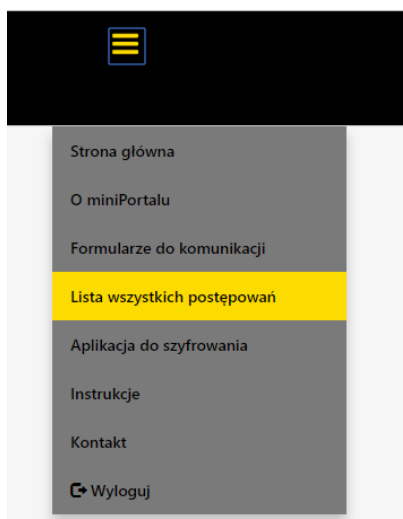 Strona główna
O miniPortalu
Formularze do komunikacji
Lista wszystkich postępowań
Aplikacja do szyfrowania
Instrukcje
Kontakt
Wyloguj